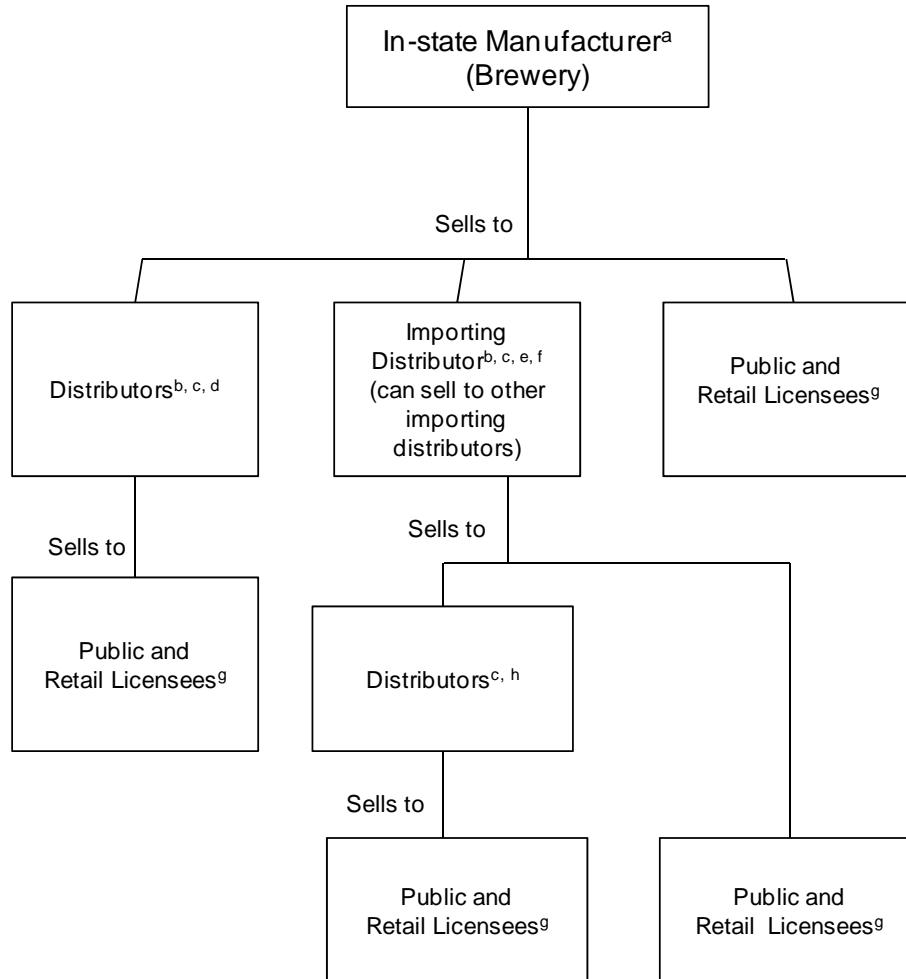 In-state Manufacturerᵃ
(Brewery)
Sells to
Distributorsᵇ, ᶜ, ᵈ
Importing
Distributorᵇ, ᶜ, ᵉ, ᶠ
(can sell to other
importing
distributors)
Public and
Retail Licenseesᵍ
Sells to
Sells to
Public and
Retail Licenseesᵍ
Distributorsᶜ, ʰ
Sells to
Public and
Retail Licenseesᵍ
Public and
Retail Licenseesᵍ